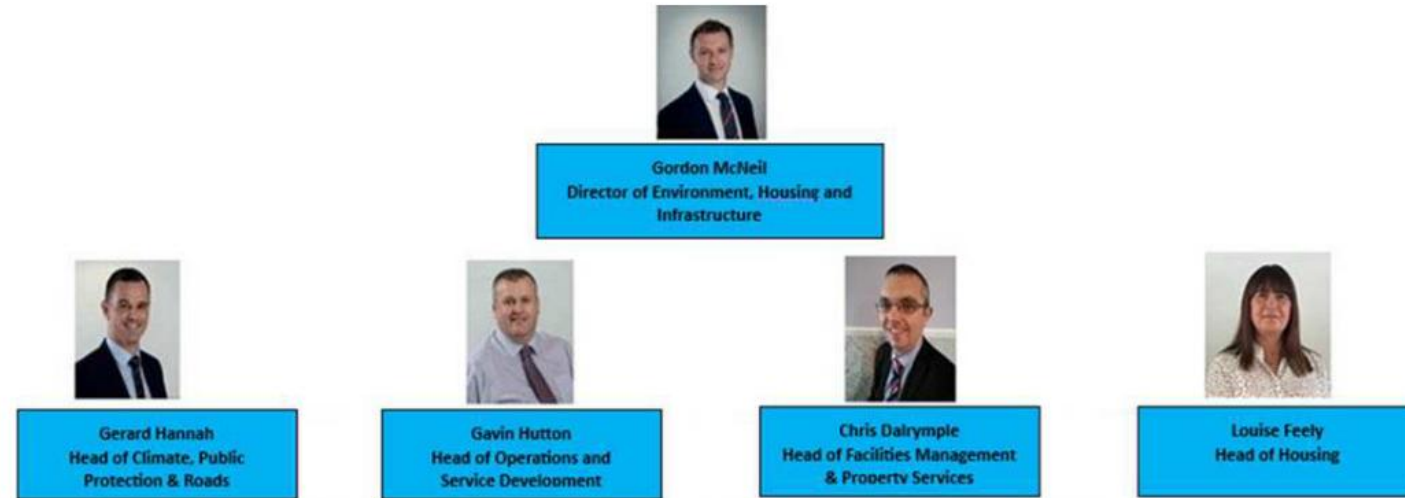 Gordon McNeil
Director of Environment, Housing and
Infrastructure
Gerard Hannah
Head of Climate, Public
Protection & Roads
Gavin Hutton
Head of Operations and
Service Development
Chris Dalrymple
Head of Facilities Management
& Property Services
Louise Feely
Head of Housing